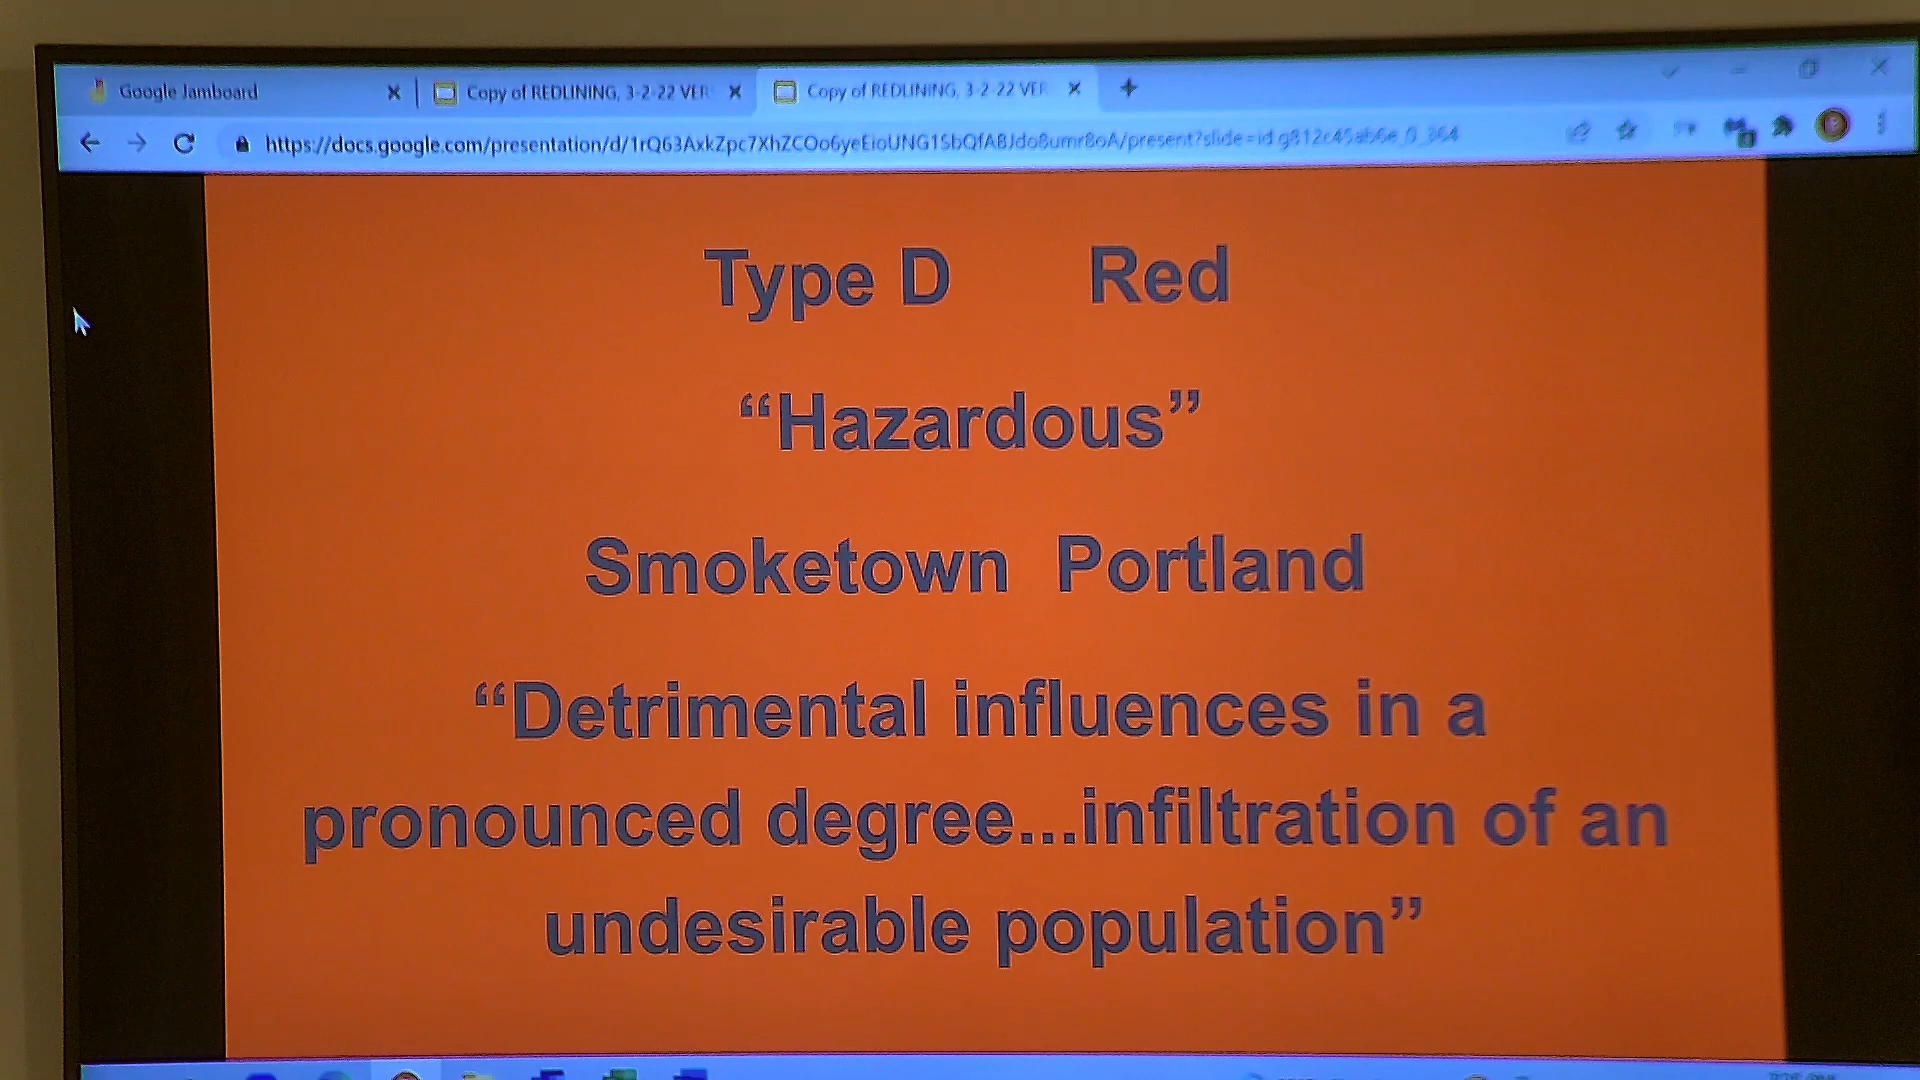 Google Jamboard
Copy of REDLINING, 3-2-22 VER
Copy of REDLINING, 3-2-22 VER
Type D Red
“Hazardous”
Smoketown Portland
“Detrimental influences in a
pronounced degree...infiltration of an
undesirable population”